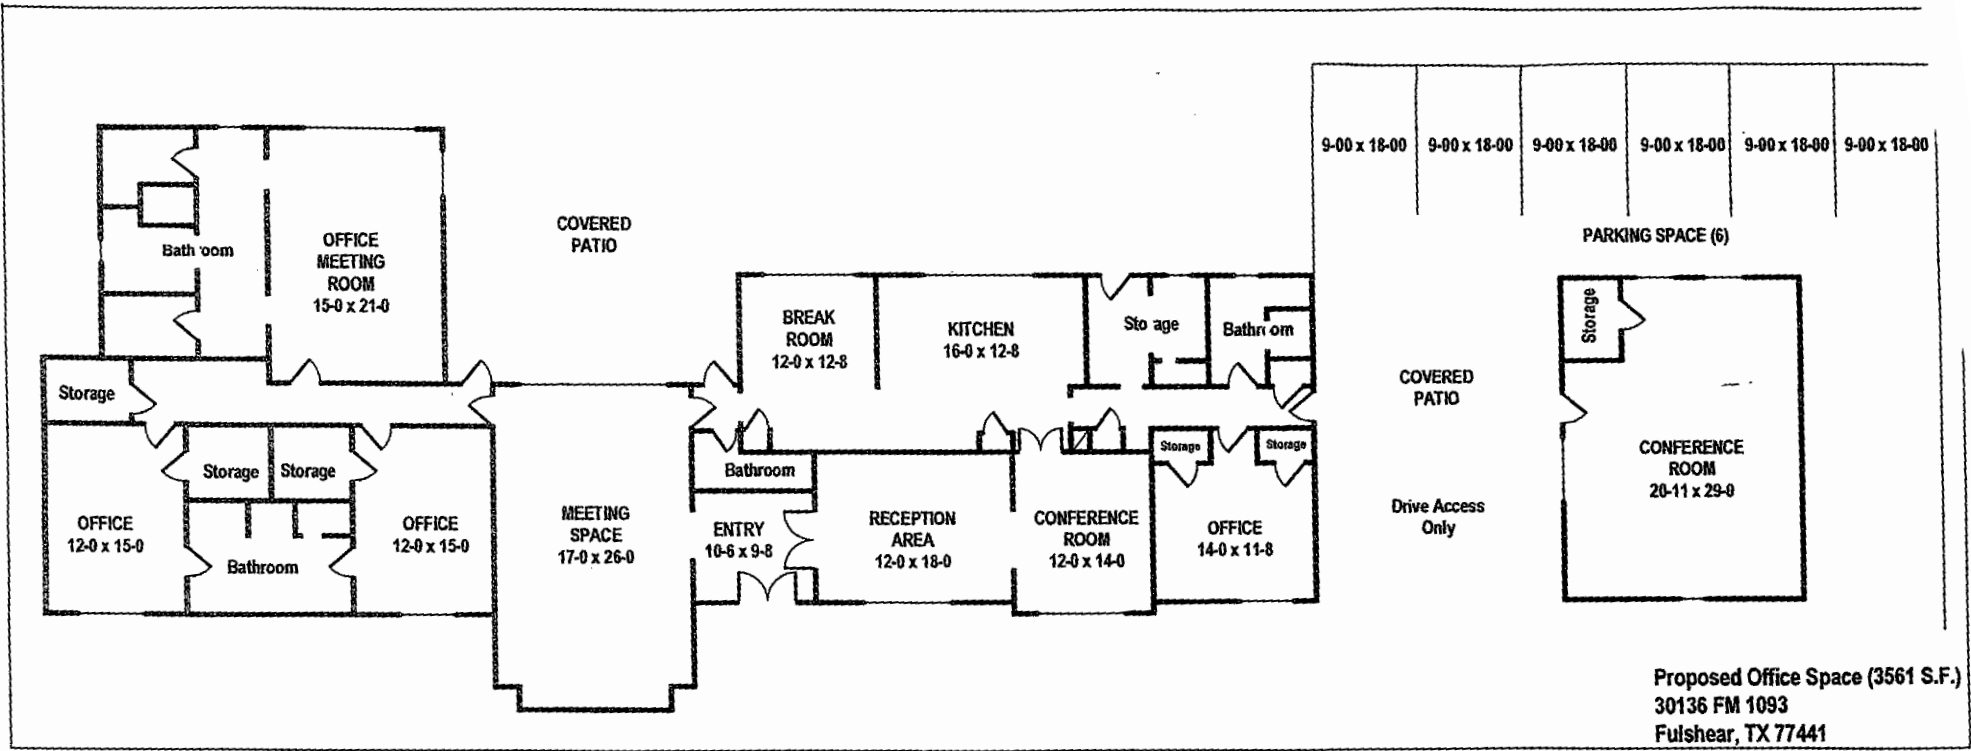 9-00 x 18-00
9-00 x 18-00
9-00 x 18-00
9-00 x 18-00
9-00 x 18-00
9-00 x 18-00
PARKING SPACE (6)
COVERED
PATIO
Bathroom
OFFICE
MEETING
ROOM
15-0 x 21-0
BREAK
ROOM
12-0 x 12-8
KITCHEN
16-0 x 12-8
Storage
Bathroom
Storage
COVERED
PATIO
Storage
Storage
Storage
Bathroom
Storage
Storage
CONFERENCE
ROOM
20-11 x 29-0
OFFICE
12-0 x 15-0
Bathroom
OFFICE
12-0 x 15-0
MEETING
SPACE
17-0 x 26-0
ENTRY
10-6 x 9-8
RECEPTION
AREA
12-0 x 18-0
CONFERENCE
ROOM
12-0 x 14-0
OFFICE
14-0 x 11-8
Drive Access
Only
Proposed Office Space (3561 S.F.)
30136 FM 1093
Fulshear, TX 77441